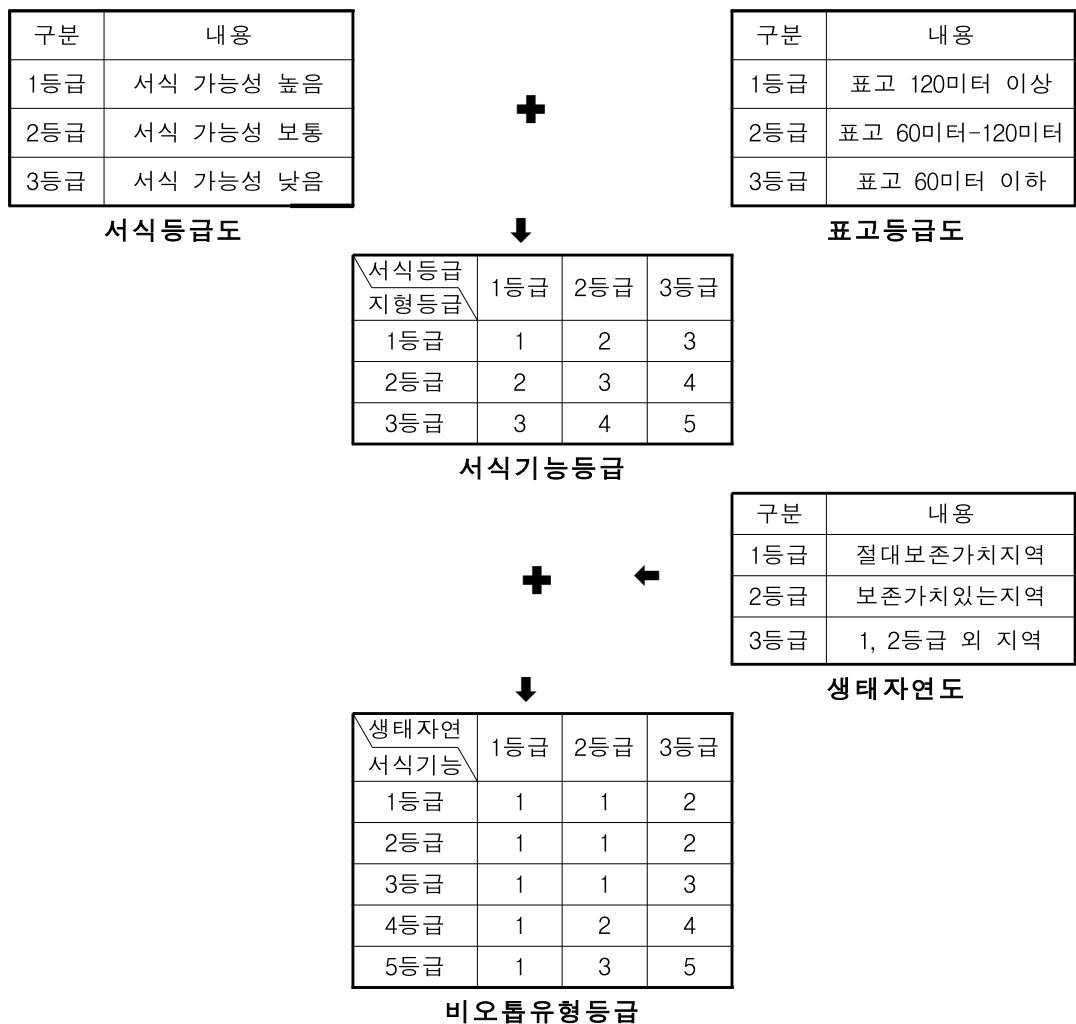 구분 내용
1등급 서식 가능성 높음
2등급 서식 가능성 보통
3등급 서식 가능성 낮음
서식등급도
구분 내용
1등급 표고 120미터 이상
2등급 표고 60미터-120미터
3등급 표고 60미터 이하
표고등급도
서식등급
지형등급
1등급 2등급 3등급
1등급 1 2 3
2등급 2 3 4
3등급 3 4 5
서식기능등급
구분 내용
1등급 절대보존가치지역
2등급 보존가치있는지역
3등급 1, 2등급 외 지역
생태자연도
생태자연
서식기능
1등급 2등급 3등급
1등급 1 1 2
2등급 1 1 2
3등급 1 1 3
4등급 1 2 4
5등급 1 3 5
비오톱유형등급